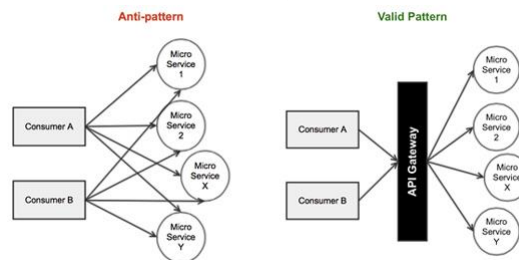 Anti-pattern
Valid Pattern
Micro
Service
1
Micro
Service
2
Micro
Service
X
Micro
Service
Y
Consumer A
Consumer B
Consumer A
Consumer B
API Gateway
Micro
Service
1
Micro
Service
2
Micro
Service
X
Micro
Service
Y